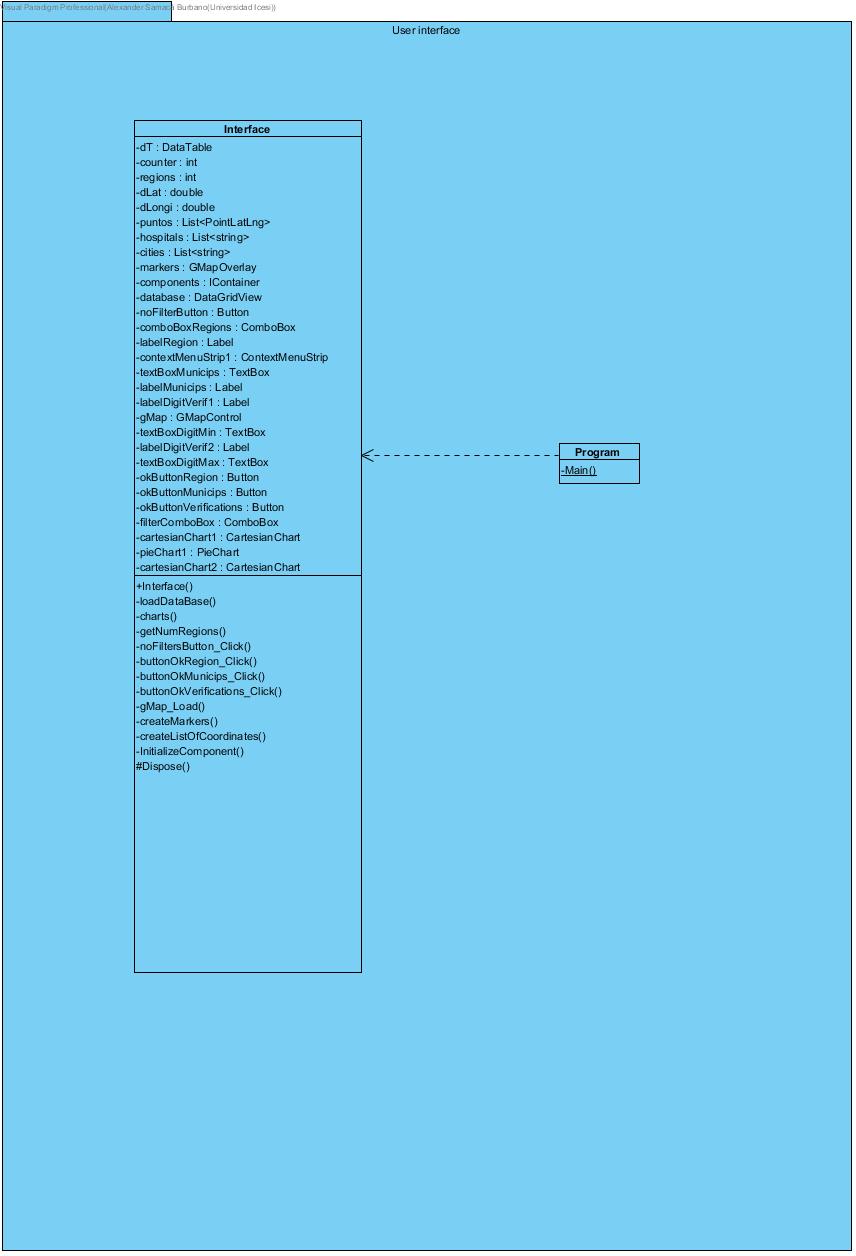 Visual Paradigm Professional(Alexander Samaca Burbano(Universidad Icesi))
User interface
Interface
-dT : DataTable
-counter : int
-regions : int
-dLat : double
-dLongi : double
-puntos : List<PointLatLng>
-hospitals : List<string>
-cities : List<string>
-markers : GMapOverlay
-components : IContainer
-database : DataGridView
-noFilterButton : Button
-comboBoxRegions : ComboBox
-labelRegion : Label
-contextMenuStrip1 : ContextMenuStrip
-textBoxMunicips : TextBox
-labelMunicips : Label
-labelDigitVerif1 : Label
-gMap : GMapControl
-textBoxDigitMin : TextBox
-labelDigitVerif2 : Label
-textBoxDigitMax : TextBox
-okButtonRegion : Button
-okButtonMunicips : Button
-okButtonVerifications : Button
-filterComboBox : ComboBox
-cartesianChart1 : CartesianChart
-pieChart1 : PieChart
-cartesianChart2 : CartesianChart
+Interface()
-loadDataBase()
-charts()
-getNumRegions()
-noFiltersButton_Click()
-buttonOkRegion_Click()
-buttonOkMunicips_Click()
-buttonOkVerifications_Click()
-gMap_Load()
-createMarkers()
-createListOfCoordinates()
-InitializeComponent()
#Dispose()
Program
-Main()